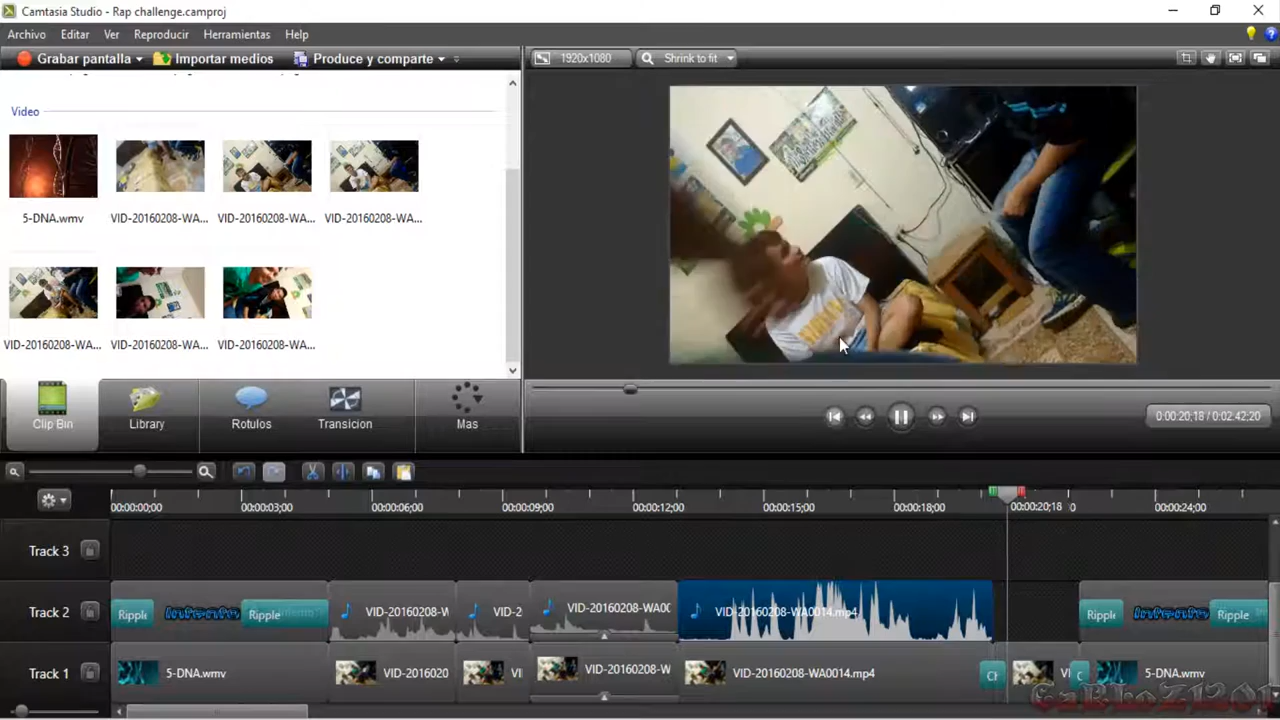 Camtasia Studio - Rap challenge.camproj
Archivo Editar Ver Reproducir Herramientas Help
Grabar pantalla Importar medios Produce y comparte
1920x1080 Shrink to fit
Video
5-DNA.wmv VID-20160208-WA... VID-20160208-WA... VID-20160208-WA...
VID-20160208-WA... VID-20160208-WA... VID-20160208-WA...
Clip Bin Library Rotulos Transicion Mas
0:00:20;18 / 0:02:42;20
00:00:00;00 00:00:03;00 00:00:06;00 00:00:09;00 00:00:12;00 00:00:15;00 00:00:18;00 00:00:20;18 0 00:00:24;00
Track 3
Track 2 Ripple Ripple VID-20160208-W VID-2 VID-20160208-WA00 VID-20160208-WA0014.mp4 Ripple Ripple
Track 1 5-DNA.wmv VID-2016020 VI VID-20160208-W VID-20160208-WA0014.mp4 5-DNA.wmv